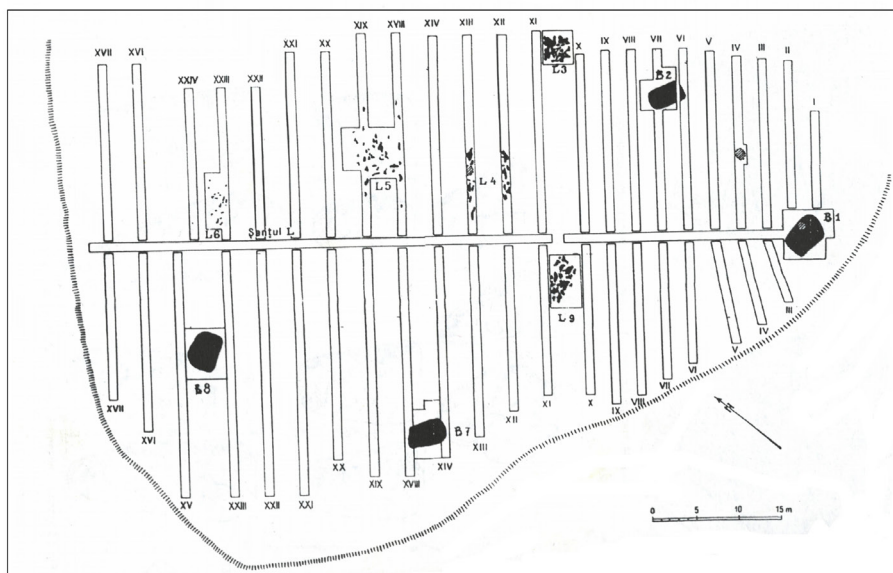 XVII XVI XXIV XXIII XXII XXI XX XIX XVIII XIV XIII XII XI X IX VIII VII VI V IV III II I
L3
B2
L5
L4
L6
Șanțul L
B1
L9
B8
B7
XVII XVI XV XXIII XXII XXI XX XIX XVIII XIV XIII XII XI X IX VIII VII VI V IV III
N
0 5 10 15 m